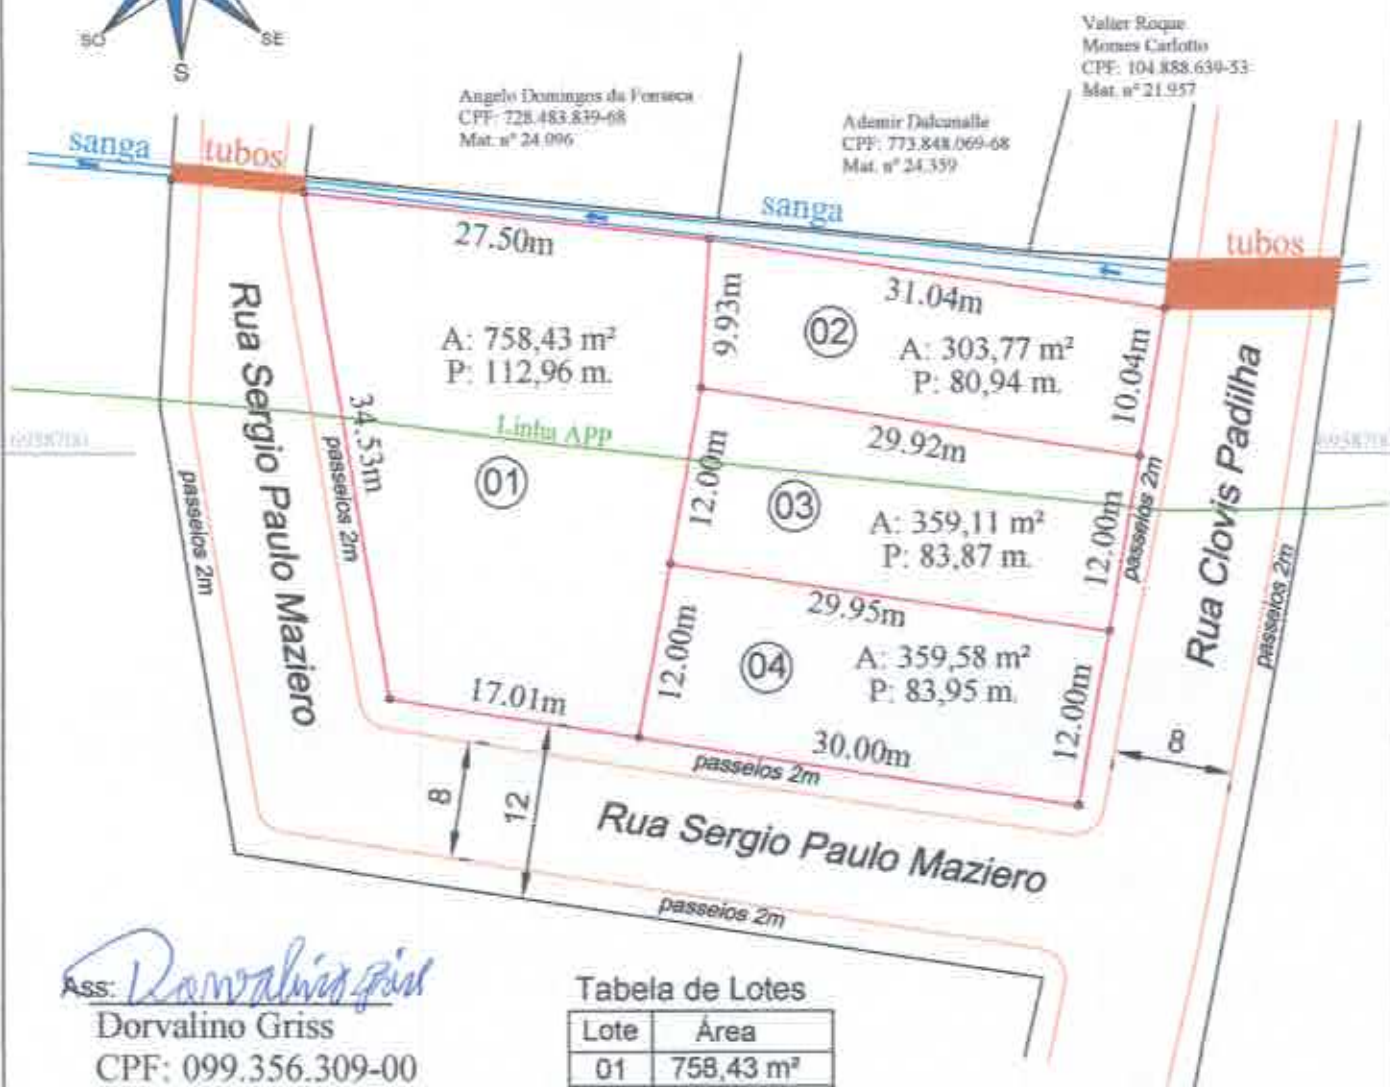 SO
SE
S
Valter Roque
Moraes Carlotto
CPF: 104.888.639-53
Mat. nº 21.957
Angelo Domingos da Fonseca
CPF: 728.483.839-68
Mat. nº 24.096
Ademir Dalcanalle
CPF: 773.848.069-68
Mat. nº 24.359
sanga
tubos
sanga
tubos
27.50m
31.04m
9.93m
02
A: 303,77 m²
P: 80,94 m.
10.04m
A: 758,43 m²
P: 112,96 m.
Rua Sergio Paulo Maziero
34.53m
passeios 2m
passeios 2m
Linha APP
01
29.92m
12.00m
03
A: 359,11 m²
P: 83,87 m.
12.00m
passeios 2m
Rua Clovis Padilha
passeios 2m
29.95m
12.00m
04
A: 359,58 m²
P: 83,95 m.
12.00m
17.01m
30.00m
passeios 2m
8
8
12
Rua Sergio Paulo Maziero
passeios 2m
Ass: Dorvalino Griss
Dorvalino Griss
CPF: 099.356.309-00
Tabela de Lotes
Lote Área
01 758,43 m²